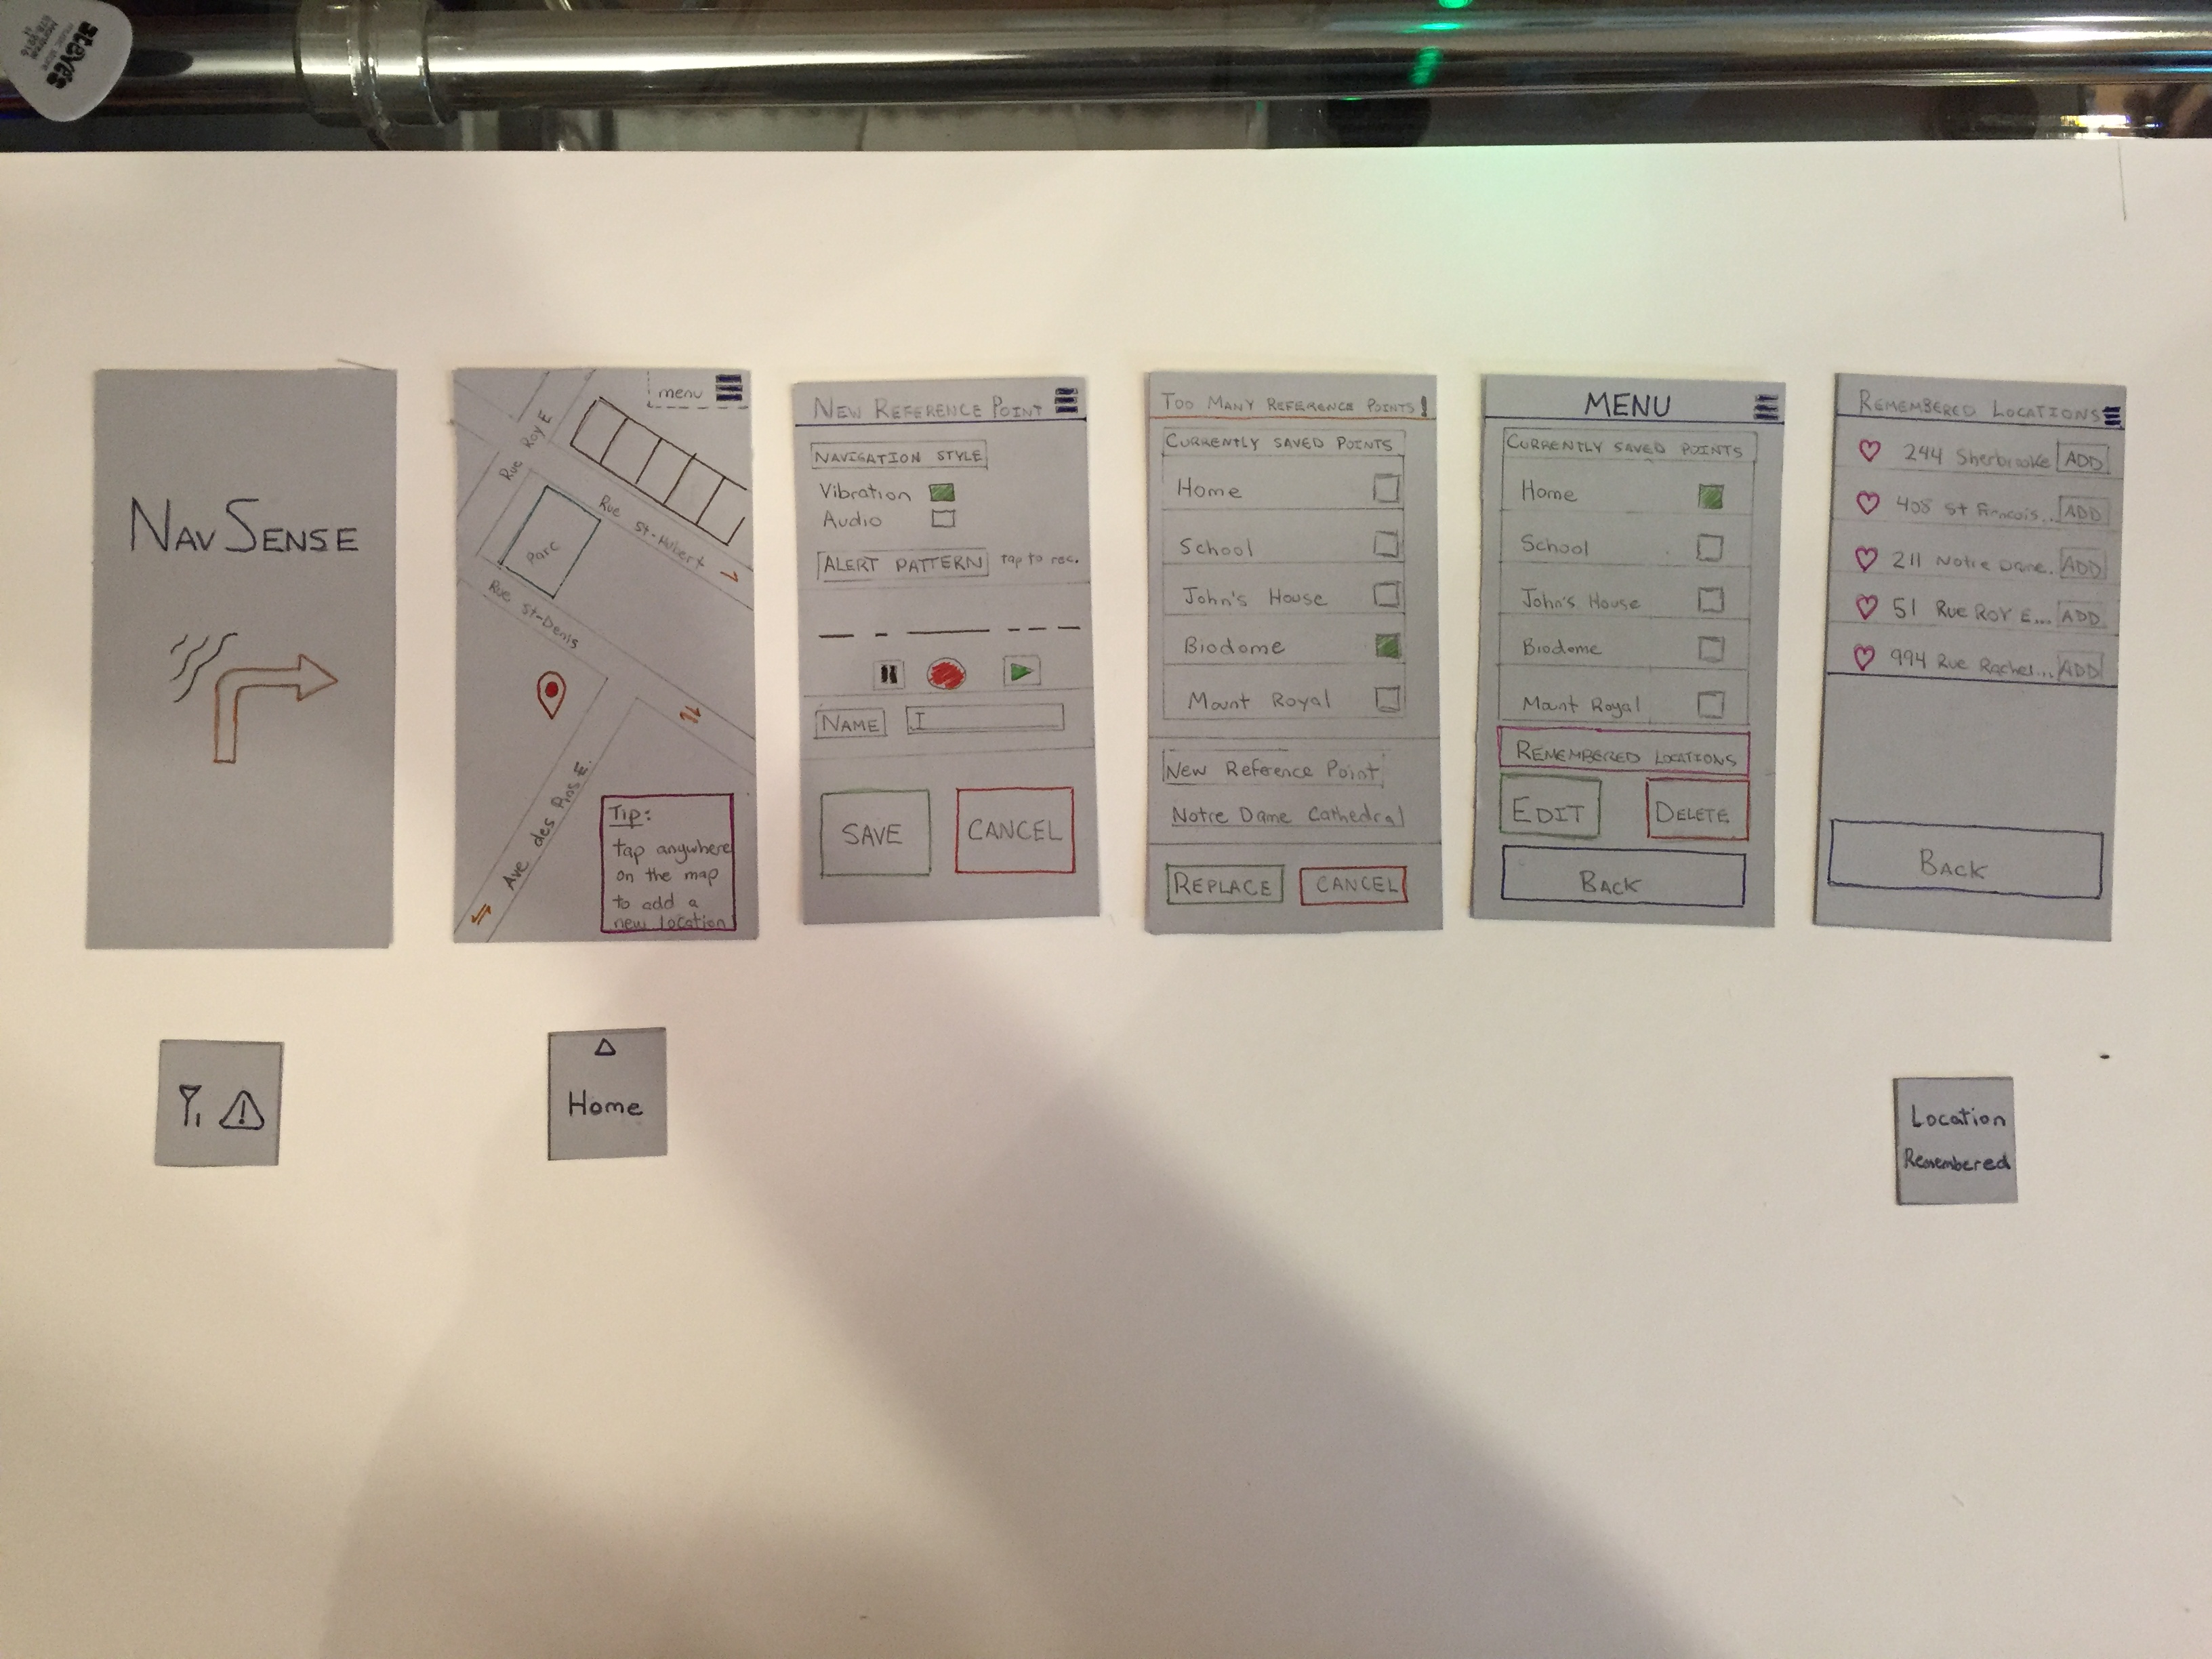 NAV SENSE
menu
Rue Roy E
parc
Rue St-Denis
Rue St-
Ave des Pins E.
Tip:
tap anywhere
on the map
to add a
new location
NEW REFERENCE POINT
NAVIGATION STYLE
Vibration
Audio
ALERT PATTERN tap to rec.
NAME
SAVE
CANCEL
TOO MANY REFERENCE POINTS!
CURRENTLY SAVED POINTS
Home
School
John's House
Biodome
Mount Royal
New Reference Point
Notre Dame Cathedral
REPLACE
CANCEL
MENU
CURRENTLY SAVED POINTS
Home
School
John's House
Biodome
Mount Royal
REMEMBERED LOCATIONS
EDIT
DELETE
BACK
REMEMBERED LOCATIONS
244 Sherbrooke ADD
408 St Francois... ADD
211 Notre Dame.. ADD
51 Rue ROY E... ADD
994 Rue Rachel... ADD
BACK
Home
Location
Remembered
steve's
music store
Montreal